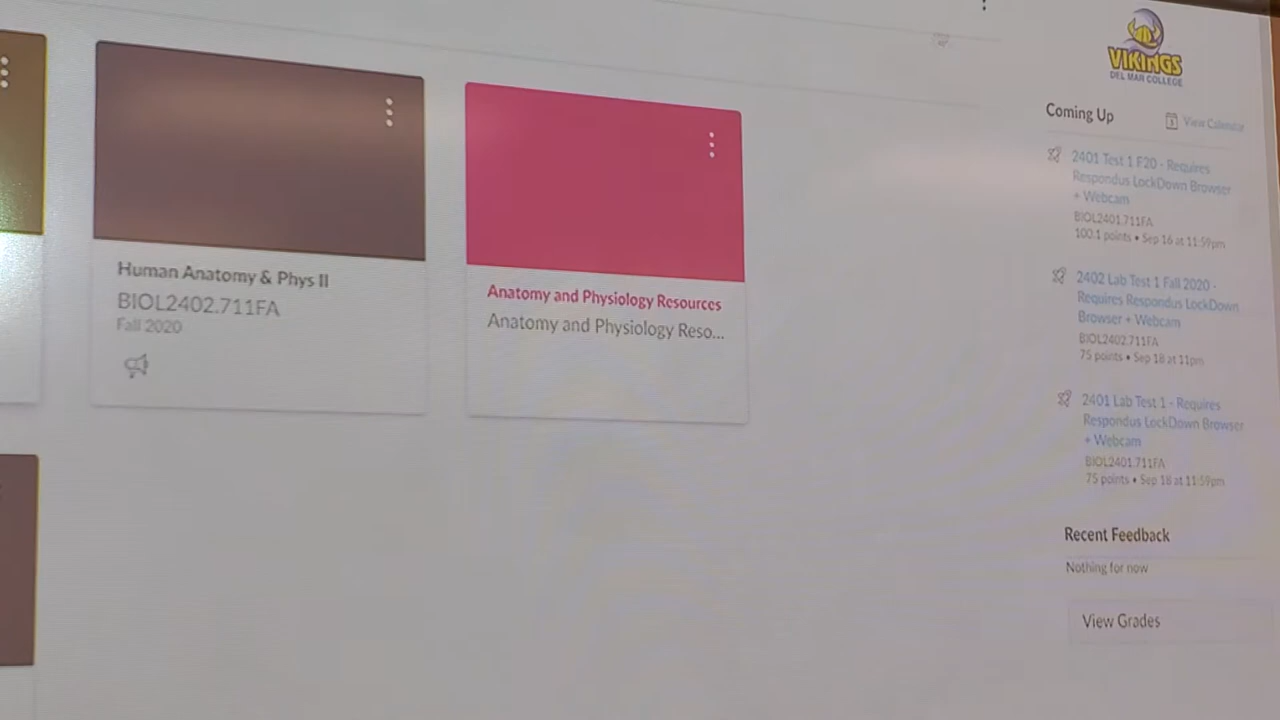 Human Anatomy & Phys II
BIOL2402.711FA
Fall 2020
Anatomy and Physiology Resources
Anatomy and Physiology Reso...
VIKINGS
DEL MAR COLLEGE
Coming Up
View Calendar
2401 Test 1 F20 - Requires
Respondus LockDown Browser
+ Webcam
BIOL2401.711FA
100.1 points • Sep 16 at 11:59pm
2402 Lab Test 1 Fall 2020 -
Requires Respondus LockDown
Browser + Webcam
BIOL2402.711FA
75 points • Sep 18 at 11pm
2401 Lab Test 1 - Requires
Respondus LockDown Browser
+ Webcam
BIOL2401.711FA
75 points • Sep 18 at 11:59pm
Recent Feedback
Nothing for now
View Grades